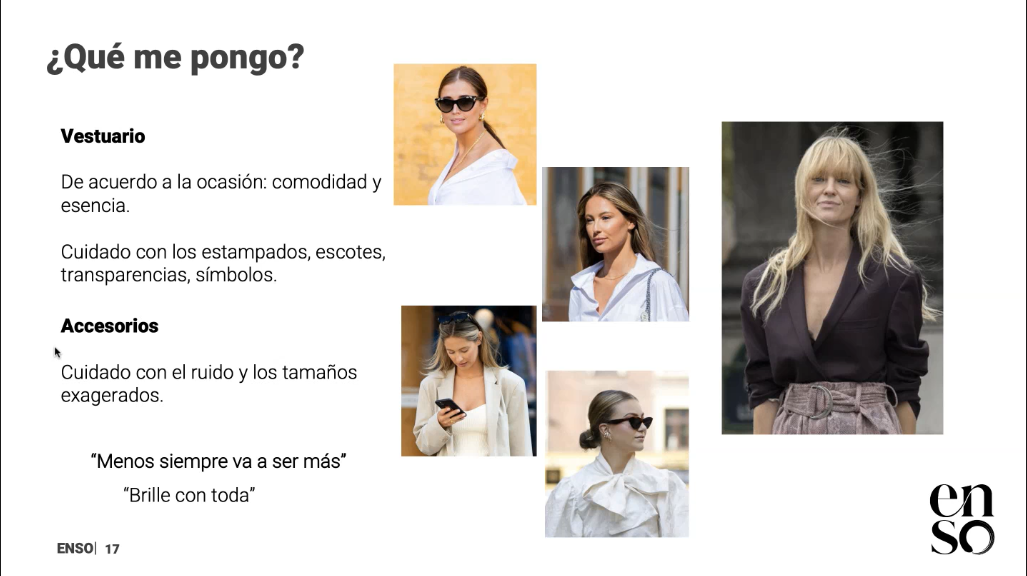 ¿Qué me pongo?
Vestuario
De acuerdo a la ocasión: comodidad y
esencia.
Cuidado con los estampados, escotes,
transparencias, símbolos.
Accesorios
Cuidado con el ruido y los tamaños
exagerados.
“Menos siempre va a ser más”
“Brille con toda”
ENSO| 17
en
so